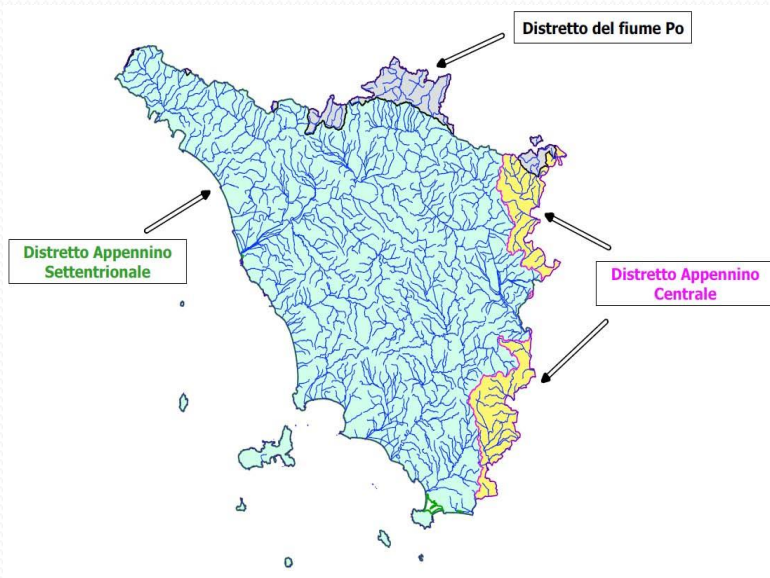 Distretto del fiume Po
Distretto Appennino
Settentrionale
Distretto Appennino
Centrale